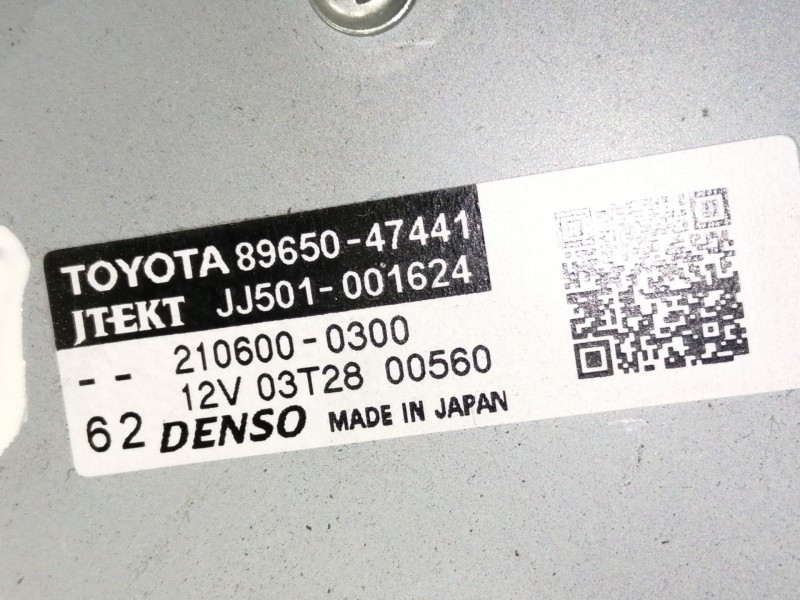 TOYOTA 89650-47441
JTEKT JJ501-001624
-- 210600-0300
12V 03T28 00560
62 DENSO MADE IN JAPAN